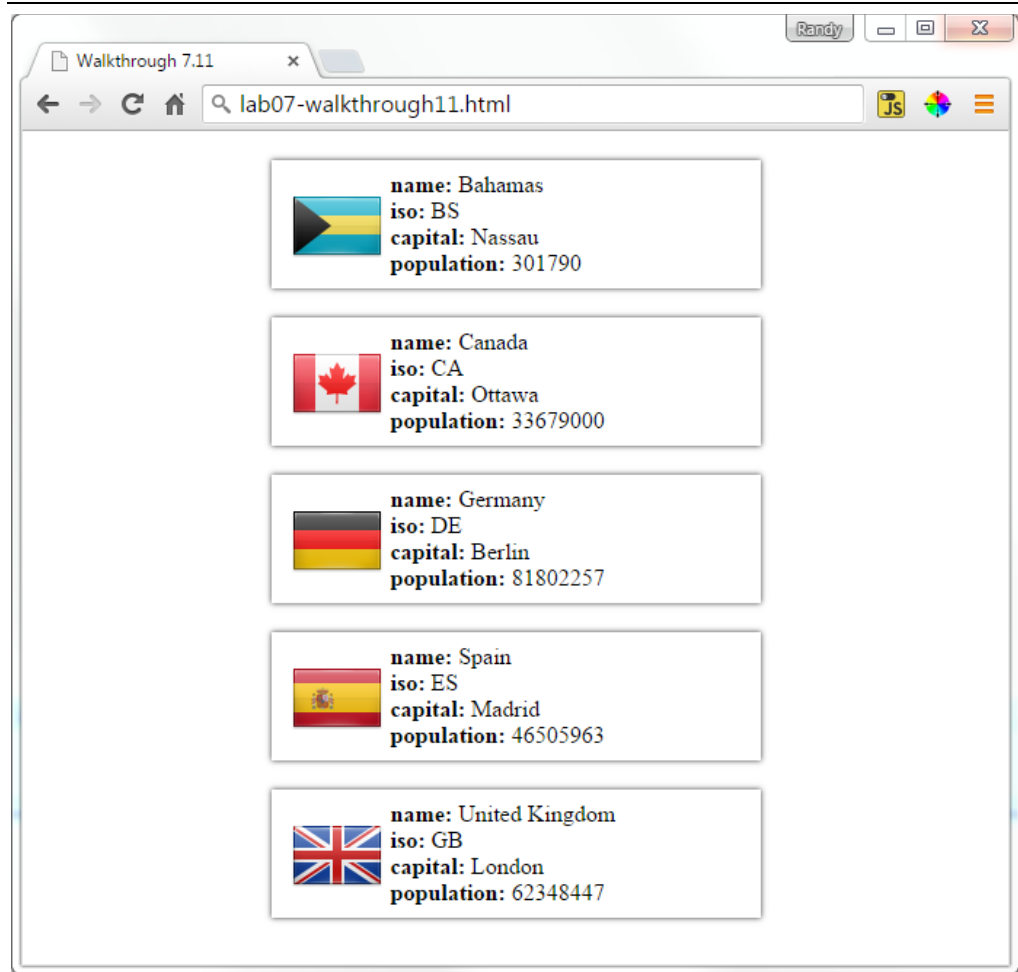 Randy
Walkthrough 7.11
lab07-walkthrough11.html
JS
name: Bahamas
iso: BS
capital: Nassau
population: 301790
name: Canada
iso: CA
capital: Ottawa
population: 33679000
name: Germany
iso: DE
capital: Berlin
population: 81802257
name: Spain
iso: ES
capital: Madrid
population: 46505963
name: United Kingdom
iso: GB
capital: London
population: 62348447